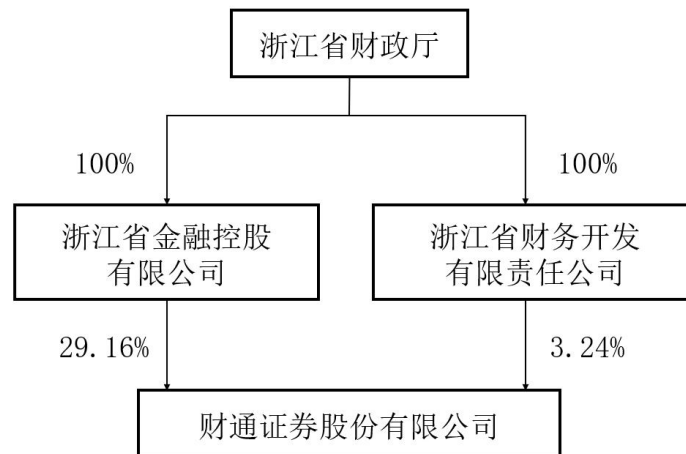 浙江省财政厅
100%
100%
浙江省金融控股
有限公司
浙江省财务开发
有限责任公司
29.16%
3.24%
财通证券股份有限公司